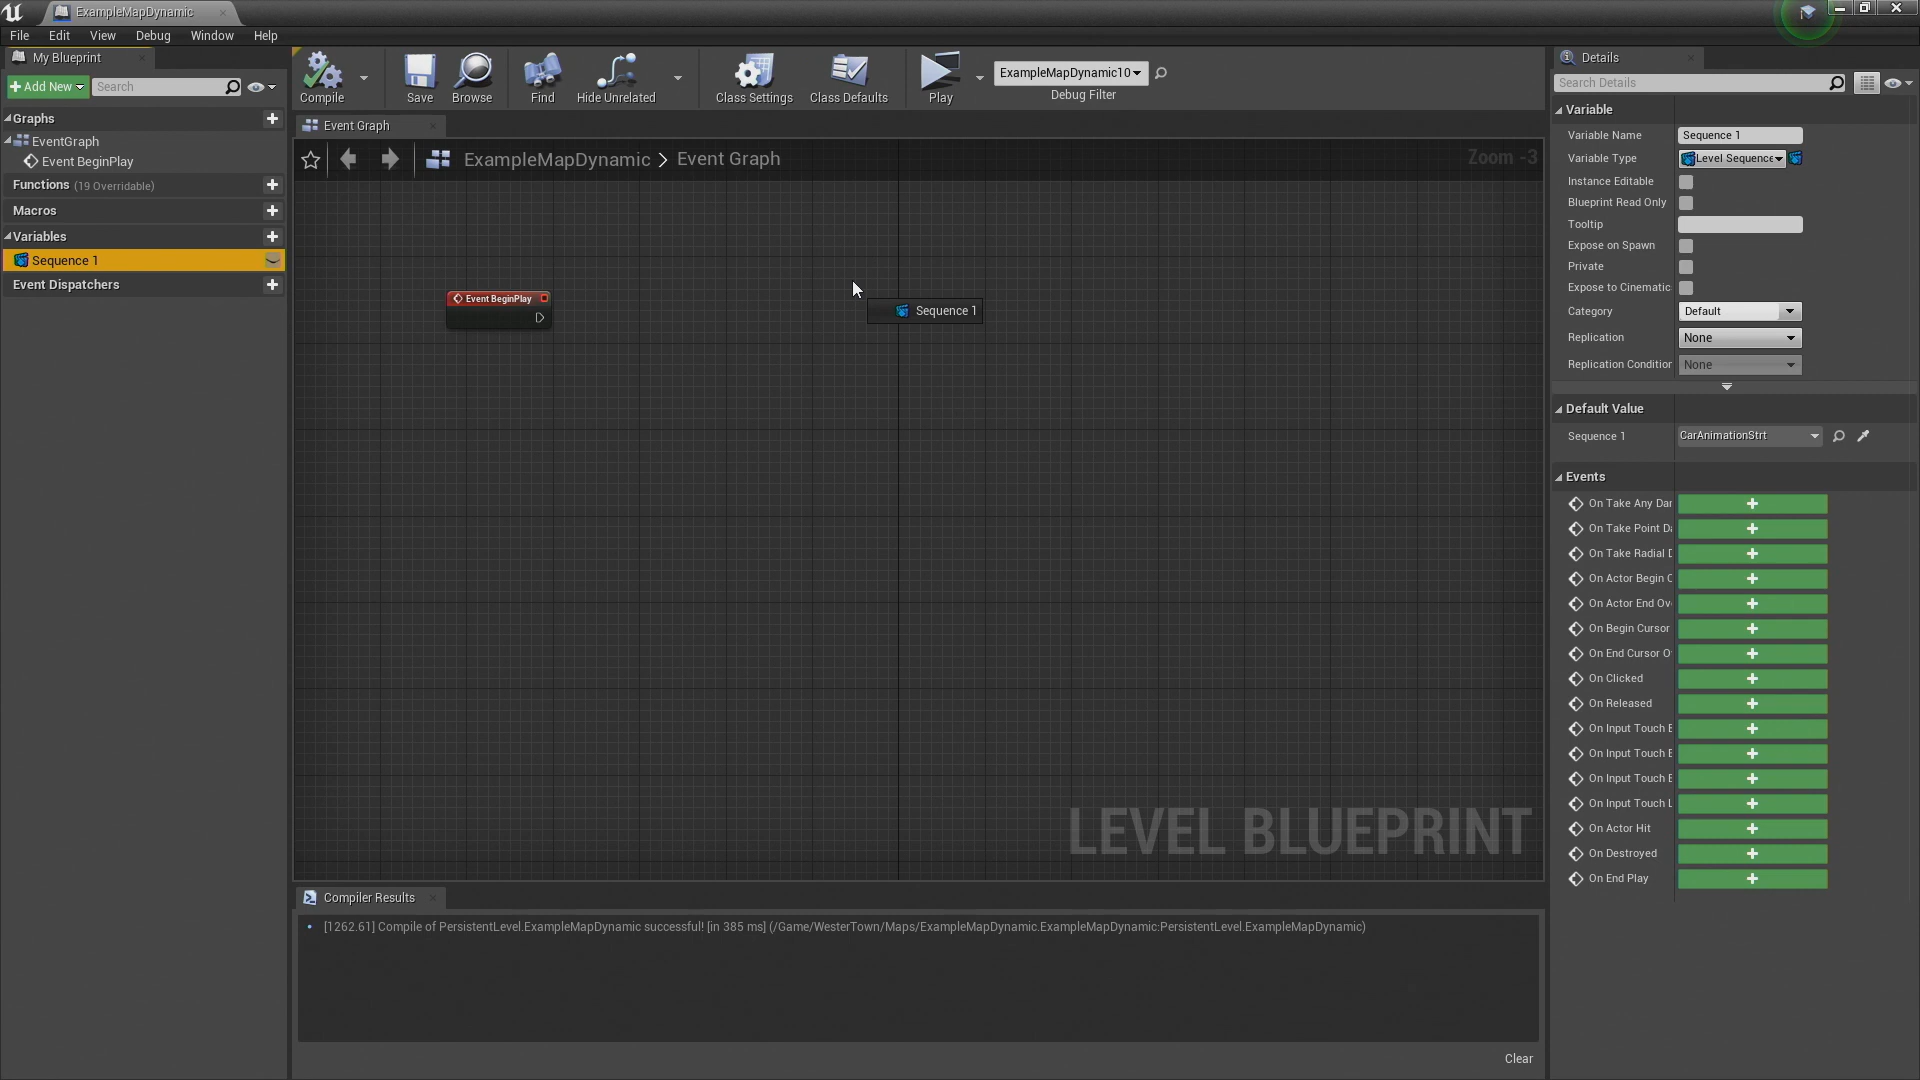 ExampleMapDynamic
File Edit View Debug Window Help
My Blueprint
Add New Search
Graphs
EventGraph
Event BeginPlay
Functions (19 Overridable)
Macros
Variables
Sequence 1
Event Dispatchers
Compile Save Browse Find Hide Unrelated Class Settings Class Defaults Play
ExampleMapDynamic10
Debug Filter
Event Graph
ExampleMapDynamic > Event Graph
Zoom -3
Event BeginPlay
Sequence 1
LEVEL BLUEPRINT
Compiler Results
[1262.61] Compile of PersistentLevel.ExampleMapDynamic successful! [in 385 ms] (/Game/WesterTown/Maps/ExampleMapDynamic.ExampleMapDynamic:PersistentLevel.ExampleMapDynamic)
Clear
Details
Search Details
Variable
Variable Name Sequence 1
Variable Type Level Sequence
Instance Editable
Blueprint Read Only
Tooltip
Expose on Spawn
Private
Expose to Cinematic
Category Default
Replication None
Replication Condition None
Default Value
Sequence 1 CarAnimationStrt
Events
On Take Any Dar
On Take Point Da
On Take Radial D
On Actor Begin O
On Actor End Ov
On Begin Cursor
On End Cursor O
On Clicked
On Released
On Input Touch E
On Input Touch E
On Input Touch E
On Input Touch L
On Actor Hit
On Destroyed
On End Play